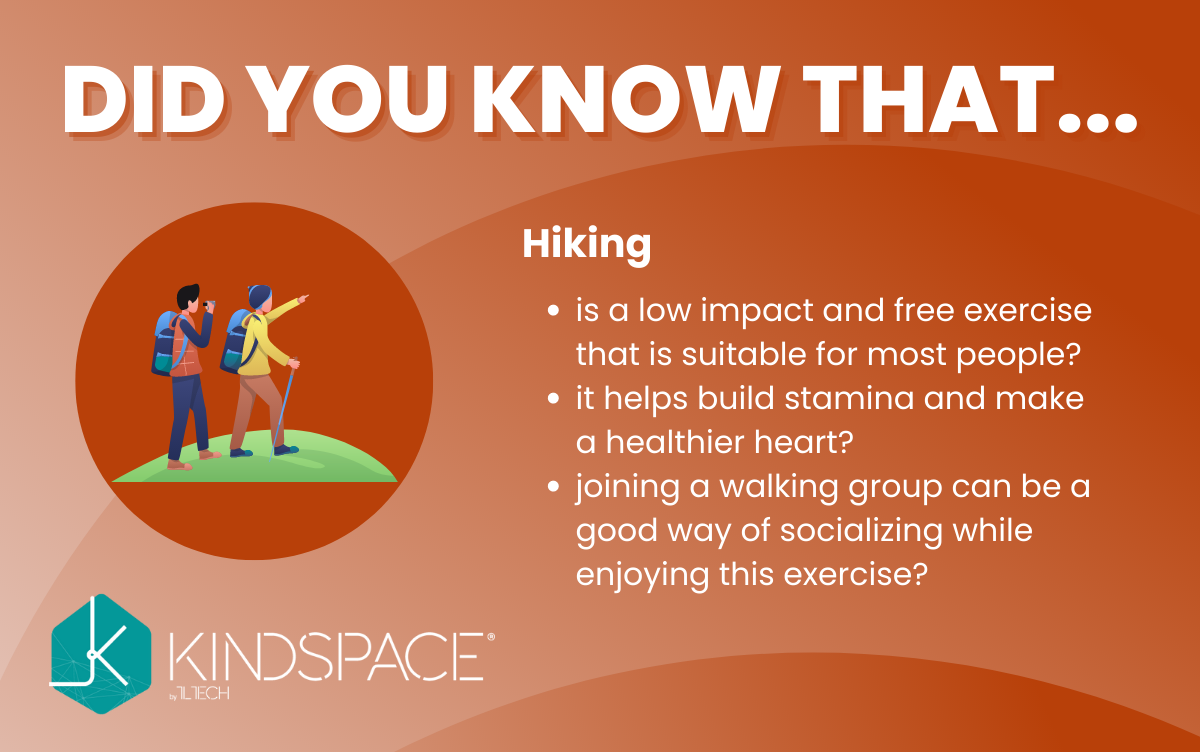 DID YOU KNOW THAT...
Hiking
• is a low impact and free exercise
that is suitable for most people?
• it helps build stamina and make
a healthier heart?
• joining a walking group can be a
good way of socializing while
enjoying this exercise?
KINDSPACE®
by TLTECH